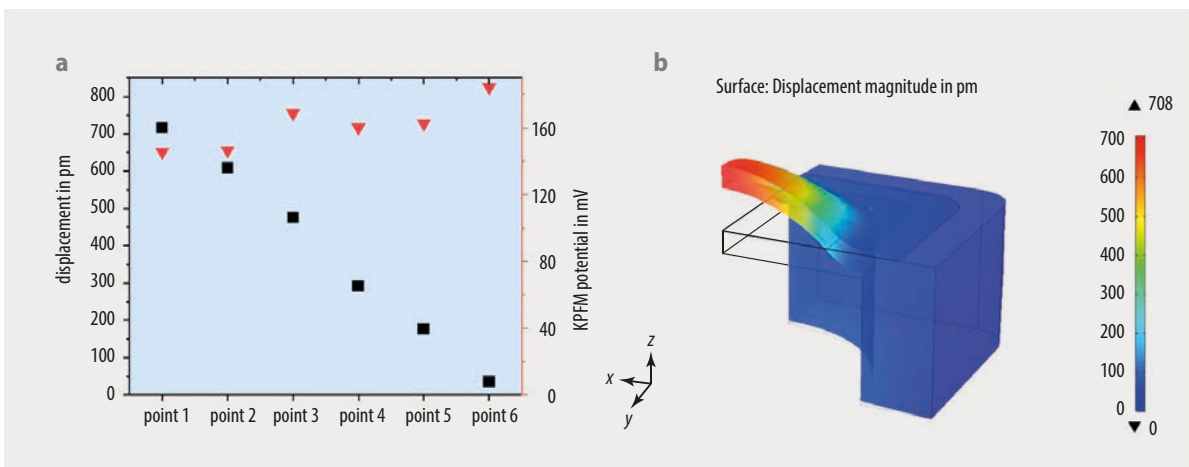 a
displacement in pm
800
700
600
500
400
300
200
100
0
160
120
80
40
0
KPFM potential in mV
point 1 point 2 point 3 point 4 point 5 point 6
b
Surface: Displacement magnitude in pm
▲ 708
700
600
500
400
300
200
100
0
▼ 0
z
x
y